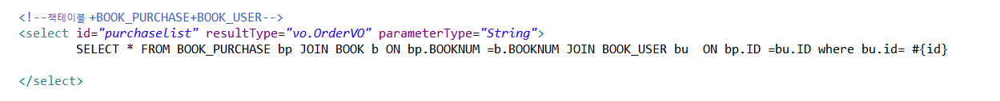 <!--책테이블 +BOOK_PURCHASE+BOOK_USER-->
<select id="purchaselist" resultType="vo.OrderVO" parameterType="String">
SELECT * FROM BOOK_PURCHASE bp JOIN BOOK b ON bp.BOOKNUM =b.BOOKNUM JOIN BOOK_USER bu  ON bp.ID =bu.ID where bu.id= #{id}
</select>